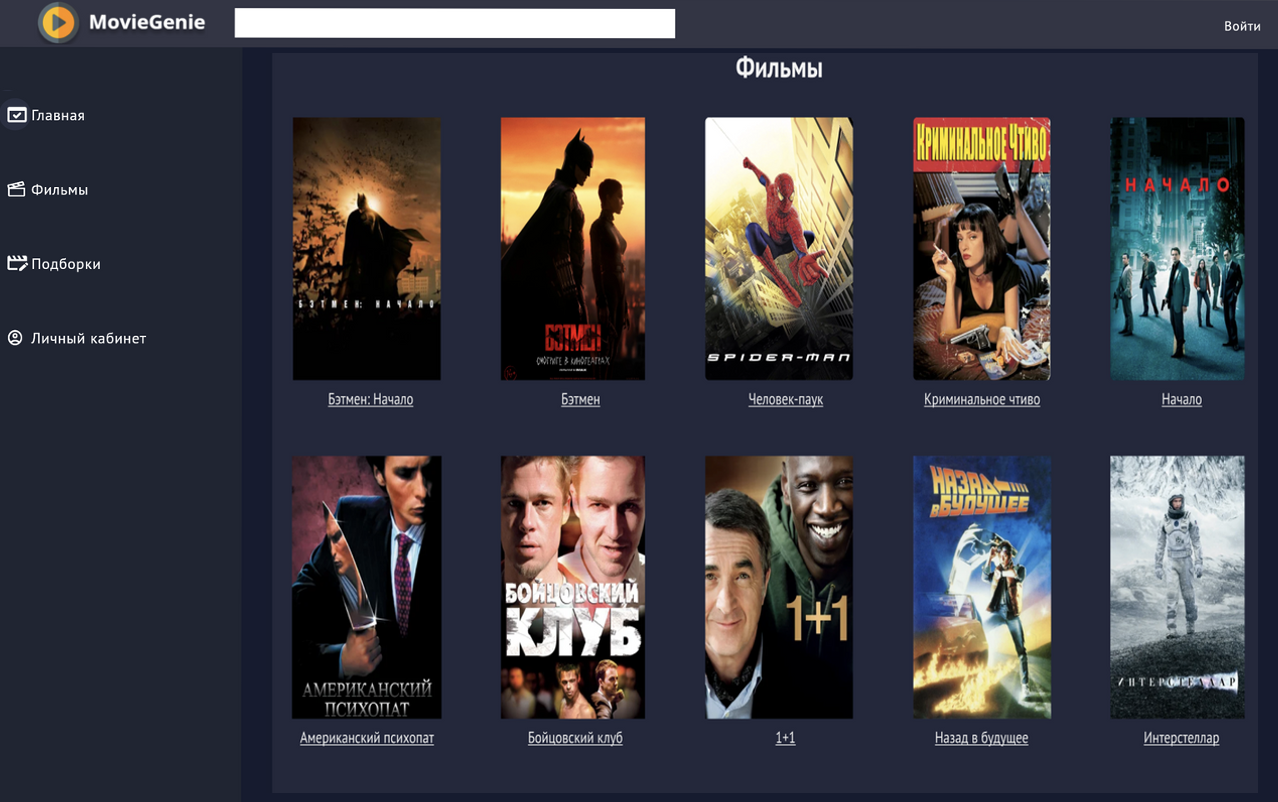 MovieGenie
Войти
Главная
Фильмы
Подборки
Личный кабинет
Фильмы
БЭТМЕН: НАЧАЛО
БЭТМЕН
СМОТРИТЕ В КИНОТЕАТРАХ
SPIDER-MAN
КРИМИНАЛЬНОЕ ЧТИВО
НАЧАЛО
Бэтмен: Начало
Бэтмен
Человек-паук
Криминальное чтиво
Начало
АМЕРИКАНСКИЙ
ПСИХОПАТ
БОЙЦОВСКИЙ
КЛУБ
1+1
НАЗАД
В БУДУЩЕЕ
ИНТЕРСТЕЛЛАР
Американский психопат
Бойцовский клуб
1+1
Назад в будущее
Интерстеллар